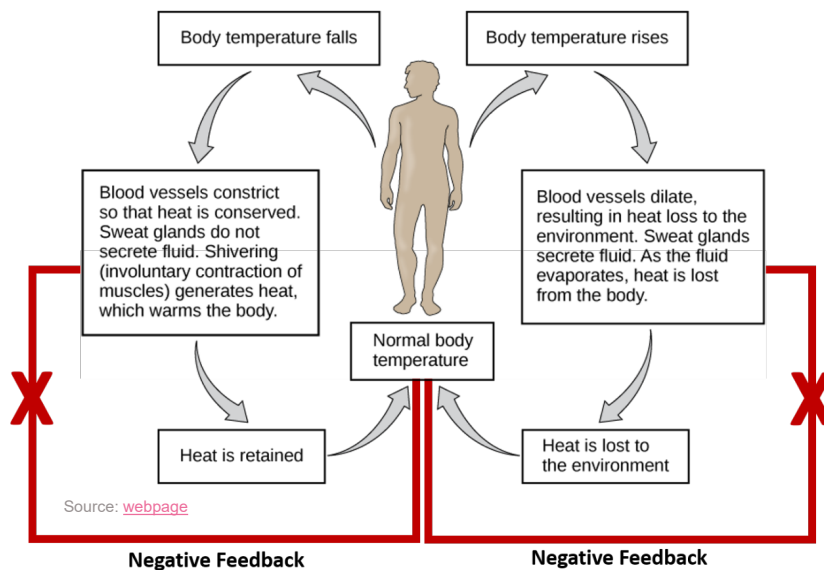 Body temperature falls
Body temperature rises
Blood vessels constrict
so that heat is conserved.
Sweat glands do not
secrete fluid. Shivering
(involuntary contraction of
muscles) generates heat,
which warms the body.
Blood vessels dilate,
resulting in heat loss to the
environment. Sweat glands
secrete fluid. As the fluid
evaporates, heat is lost
from the body.
Normal body
temperature
X
X
Heat is retained
Heat is lost to
the environment
Source: webpage
Negative Feedback
Negative Feedback